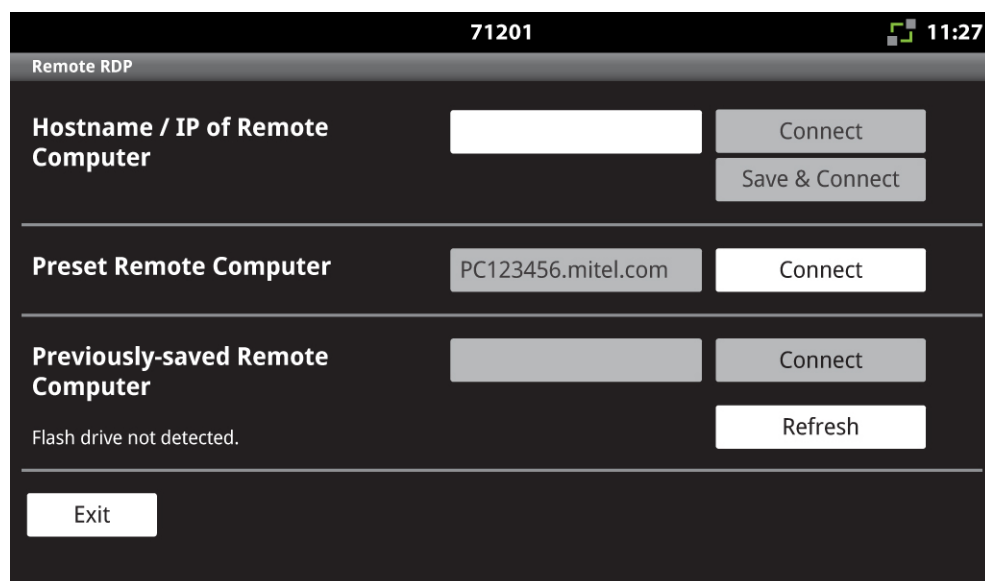 71201
11:27
Remote RDP
Hostname / IP of Remote
Computer
Connect
Save & Connect
Preset Remote Computer
PC123456.mitel.com
Connect
Previously-saved Remote
Computer
Connect
Flash drive not detected.
Refresh
Exit